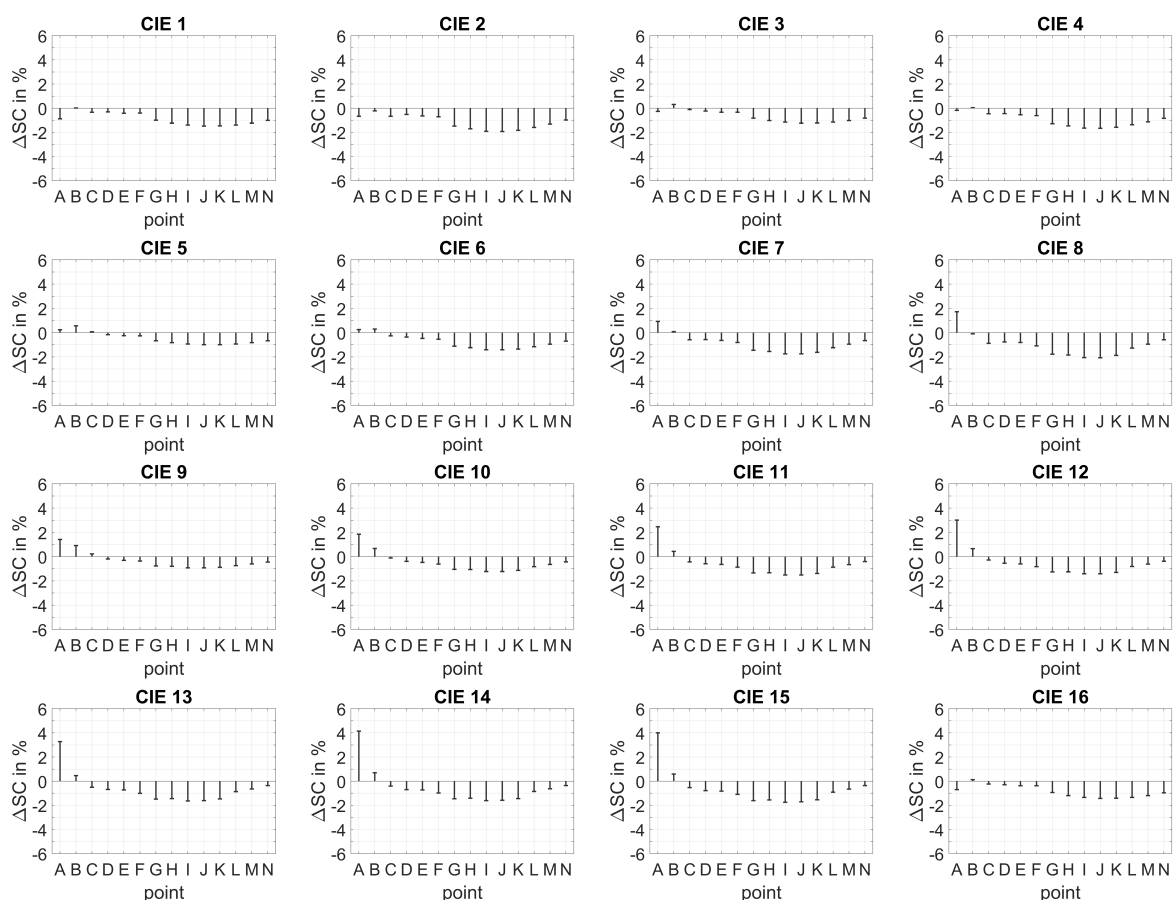 CIE 1
6
4
2
0
-2
-4
-6
ΔSC in %
A B C D E F G H I J K L M N
point
CIE 2
6
4
2
0
-2
-4
-6
ΔSC in %
A B C D E F G H I J K L M N
point
CIE 3
6
4
2
0
-2
-4
-6
ΔSC in %
A B C D E F G H I J K L M N
point
CIE 4
6
4
2
0
-2
-4
-6
ΔSC in %
A B C D E F G H I J K L M N
point
CIE 5
6
4
2
0
-2
-4
-6
ΔSC in %
A B C D E F G H I J K L M N
point
CIE 6
6
4
2
0
-2
-4
-6
ΔSC in %
A B C D E F G H I J K L M N
point
CIE 7
6
4
2
0
-2
-4
-6
ΔSC in %
A B C D E F G H I J K L M N
point
CIE 8
6
4
2
0
-2
-4
-6
ΔSC in %
A B C D E F G H I J K L M N
point
CIE 9
6
4
2
0
-2
-4
-6
ΔSC in %
A B C D E F G H I J K L M N
point
CIE 10
6
4
2
0
-2
-4
-6
ΔSC in %
A B C D E F G H I J K L M N
point
CIE 11
6
4
2
0
-2
-4
-6
ΔSC in %
A B C D E F G H I J K L M N
point
CIE 12
6
4
2
0
-2
-4
-6
ΔSC in %
A B C D E F G H I J K L M N
point
CIE 13
6
4
2
0
-2
-4
-6
ΔSC in %
A B C D E F G H I J K L M N
point
CIE 14
6
4
2
0
-2
-4
-6
ΔSC in %
A B C D E F G H I J K L M N
point
CIE 15
6
4
2
0
-2
-4
-6
ΔSC in %
A B C D E F G H I J K L M N
point
CIE 16
6
4
2
0
-2
-4
-6
ΔSC in %
A B C D E F G H I J K L M N
point